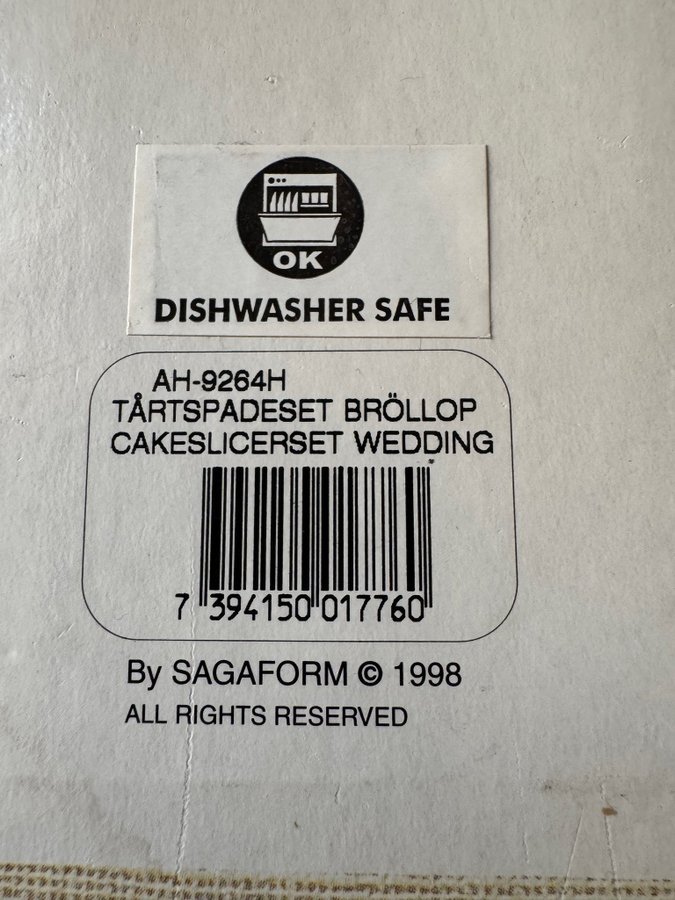 OK
DISHWASHER SAFE
AH-9264H
TÅRTSPADESET BRÖLLOP
CAKESLICERSET WEDDING
7 394150 017760
By SAGAFORM © 1998
ALL RIGHTS RESERVED